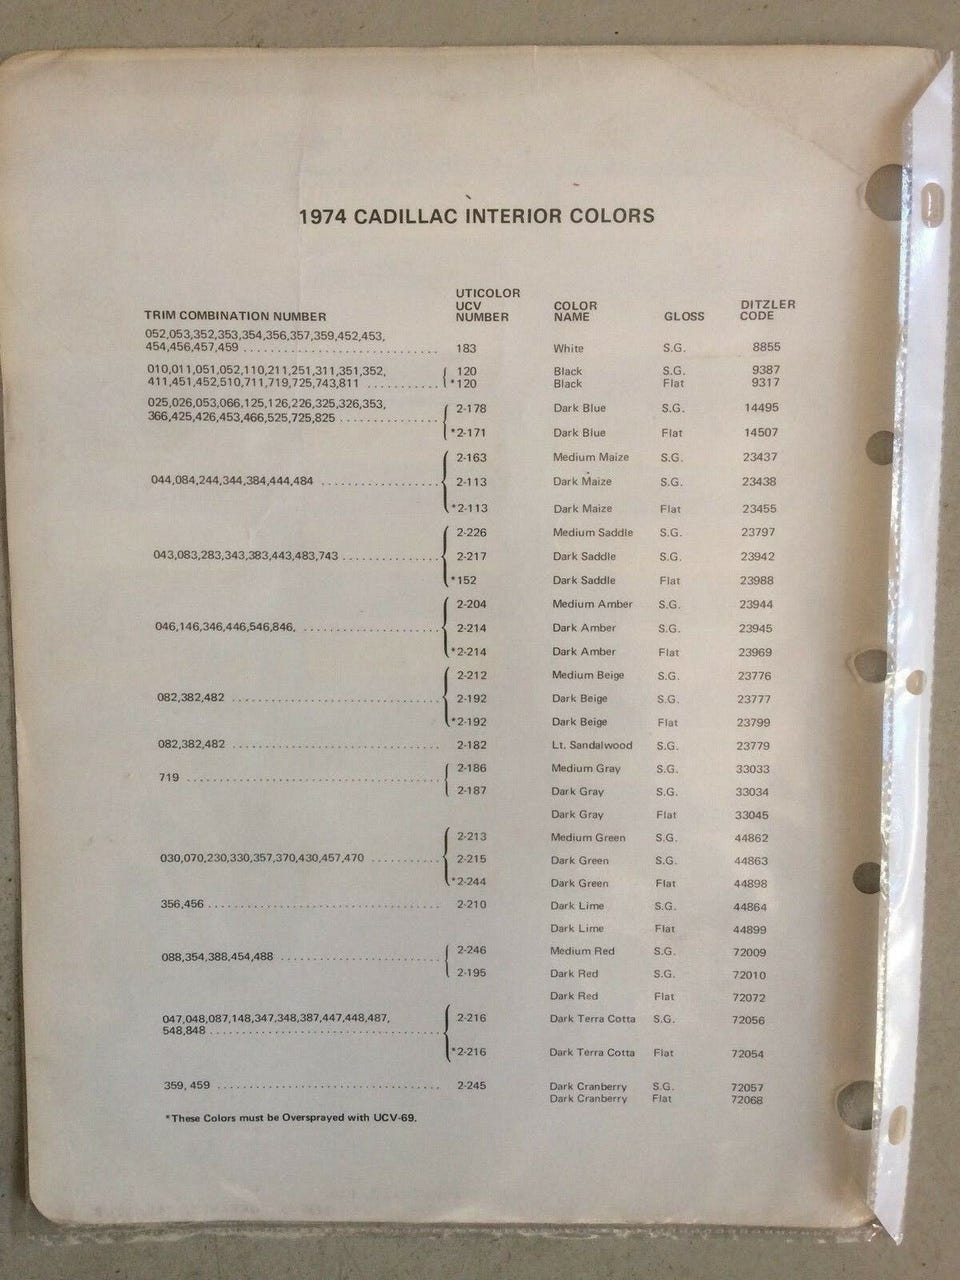 1974 CADILLAC INTERIOR COLORS
TRIM COMBINATION NUMBER UTICOLOR UCV NUMBER COLOR NAME GLOSS DITZLER CODE
052,053,352,353,354,356,357,359,452,453,
454,456,457,459 183 White S.G. 8855
010,011,051,052,110,211,251,311,351,352, 120 Black S.G. 9387
411,451,452,510,711,719,725,743,811 *120 Black Flat 9317
025,026,053,066,125,126,226,325,326,353, 2-178 Dark Blue S.G. 14495
366,425,426,453,466,525,725,825
*2-171 Dark Blue Flat 14507
2-163 Medium Maize S.G. 23437
044,084,244,344,384,444,484 2-113 Dark Maize S.G. 23438
*2-113 Dark Maize Flat 23455
2-226 Medium Saddle S.G. 23797
043,083,283,343,383,443,483,743 2-217 Dark Saddle S.G. 23942
*152 Dark Saddle Flat 23988
2-204 Medium Amber S.G. 23944
046,146,346,446,546,846, 2-214 Dark Amber S.G. 23945
*2-214 Dark Amber Flat 23969
2-212 Medium Beige S.G. 23776
082,382,482 2-192 Dark Beige S.G. 23777
*2-192 Dark Beige Flat 23799
082,382,482 2-182 Lt. Sandalwood S.G. 23779
2-186 Medium Gray S.G. 33033
719
2-187 Dark Gray S.G. 33034
Dark Gray Flat 33045
2-213 Medium Green S.G. 44862
030,070,230,330,357,370,430,457,470 2-215 Dark Green S.G. 44863
*2-244 Dark Green Flat 44898
356,456 2-210 Dark Lime S.G. 44864
Dark Lime Flat 44899
2-246 Medium Red S.G. 72009
088,354,388,454,488
2-195 Dark Red S.G. 72010
Dark Red Flat 72072
047,048,087,148,347,348,387,447,448,487, 2-216 Dark Terra Cotta S.G. 72056
548,848
*2-216 Dark Terra Cotta Flat 72054
359, 459 2-245 Dark Cranberry S.G. 72057
Dark Cranberry Flat 72068
*These Colors must be Oversprayed with UCV-69.